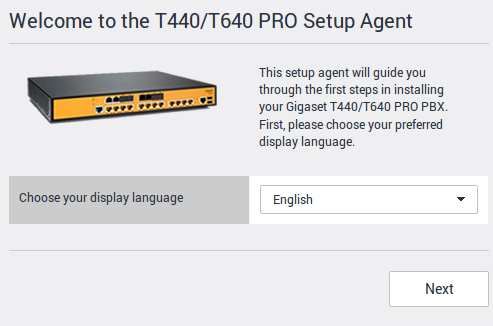 Welcome to the T440/T640 PRO Setup Agent
This setup agent will guide you
through the first steps in installing
your Gigaset T440/T640 PRO PBX.
First, please choose your preferred
display language.
Choose your display language
English
Next